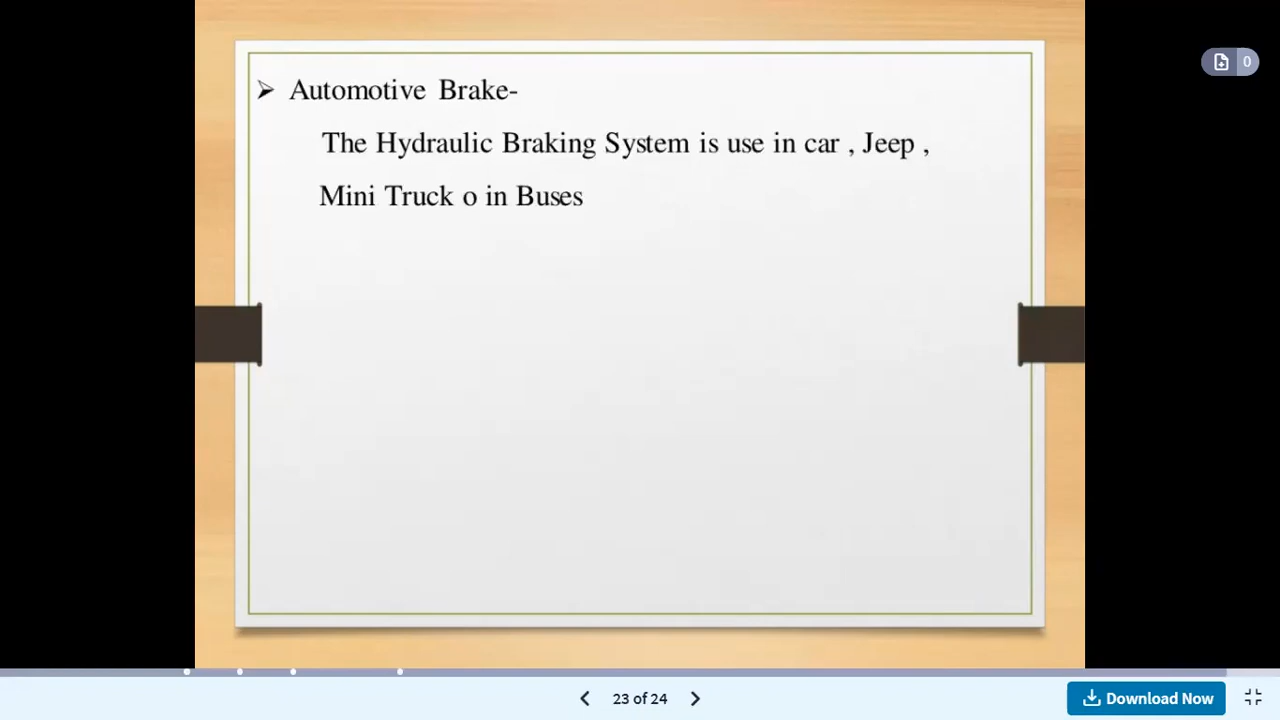 0
➢ Automotive Brake-
The Hydraulic Braking System is use in car , Jeep ,
Mini Truck o in Buses
23 of 24
Download Now